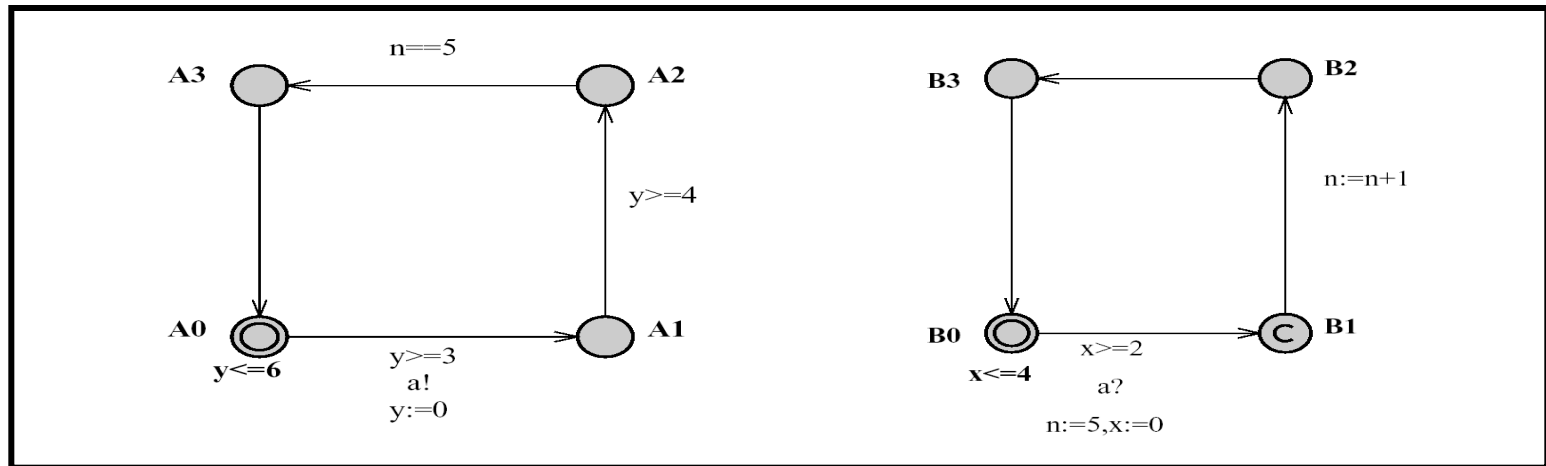 n==5
A3
A2
y>=4
A0
A1
y<=6
y>=3
a!
y:=0
B3
B2
n:=n+1
B0
B1
C
x<=4
x>=2
a?
n:=5,x:=0